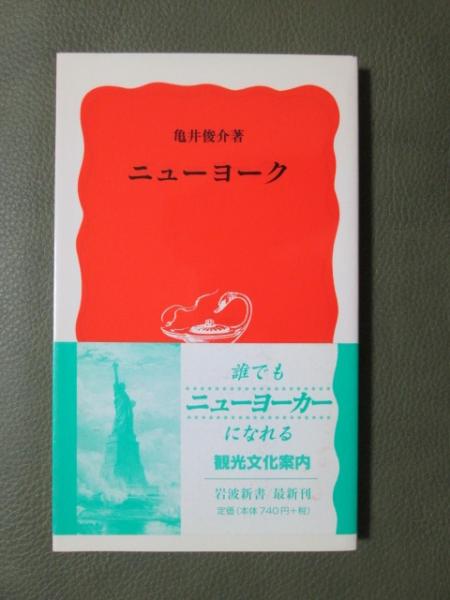 亀井俊介著
ニューヨーク
誰でも
ニューヨーカー
になれる
観光文化案内
岩波新書/最新刊
定価(本体740円+税)